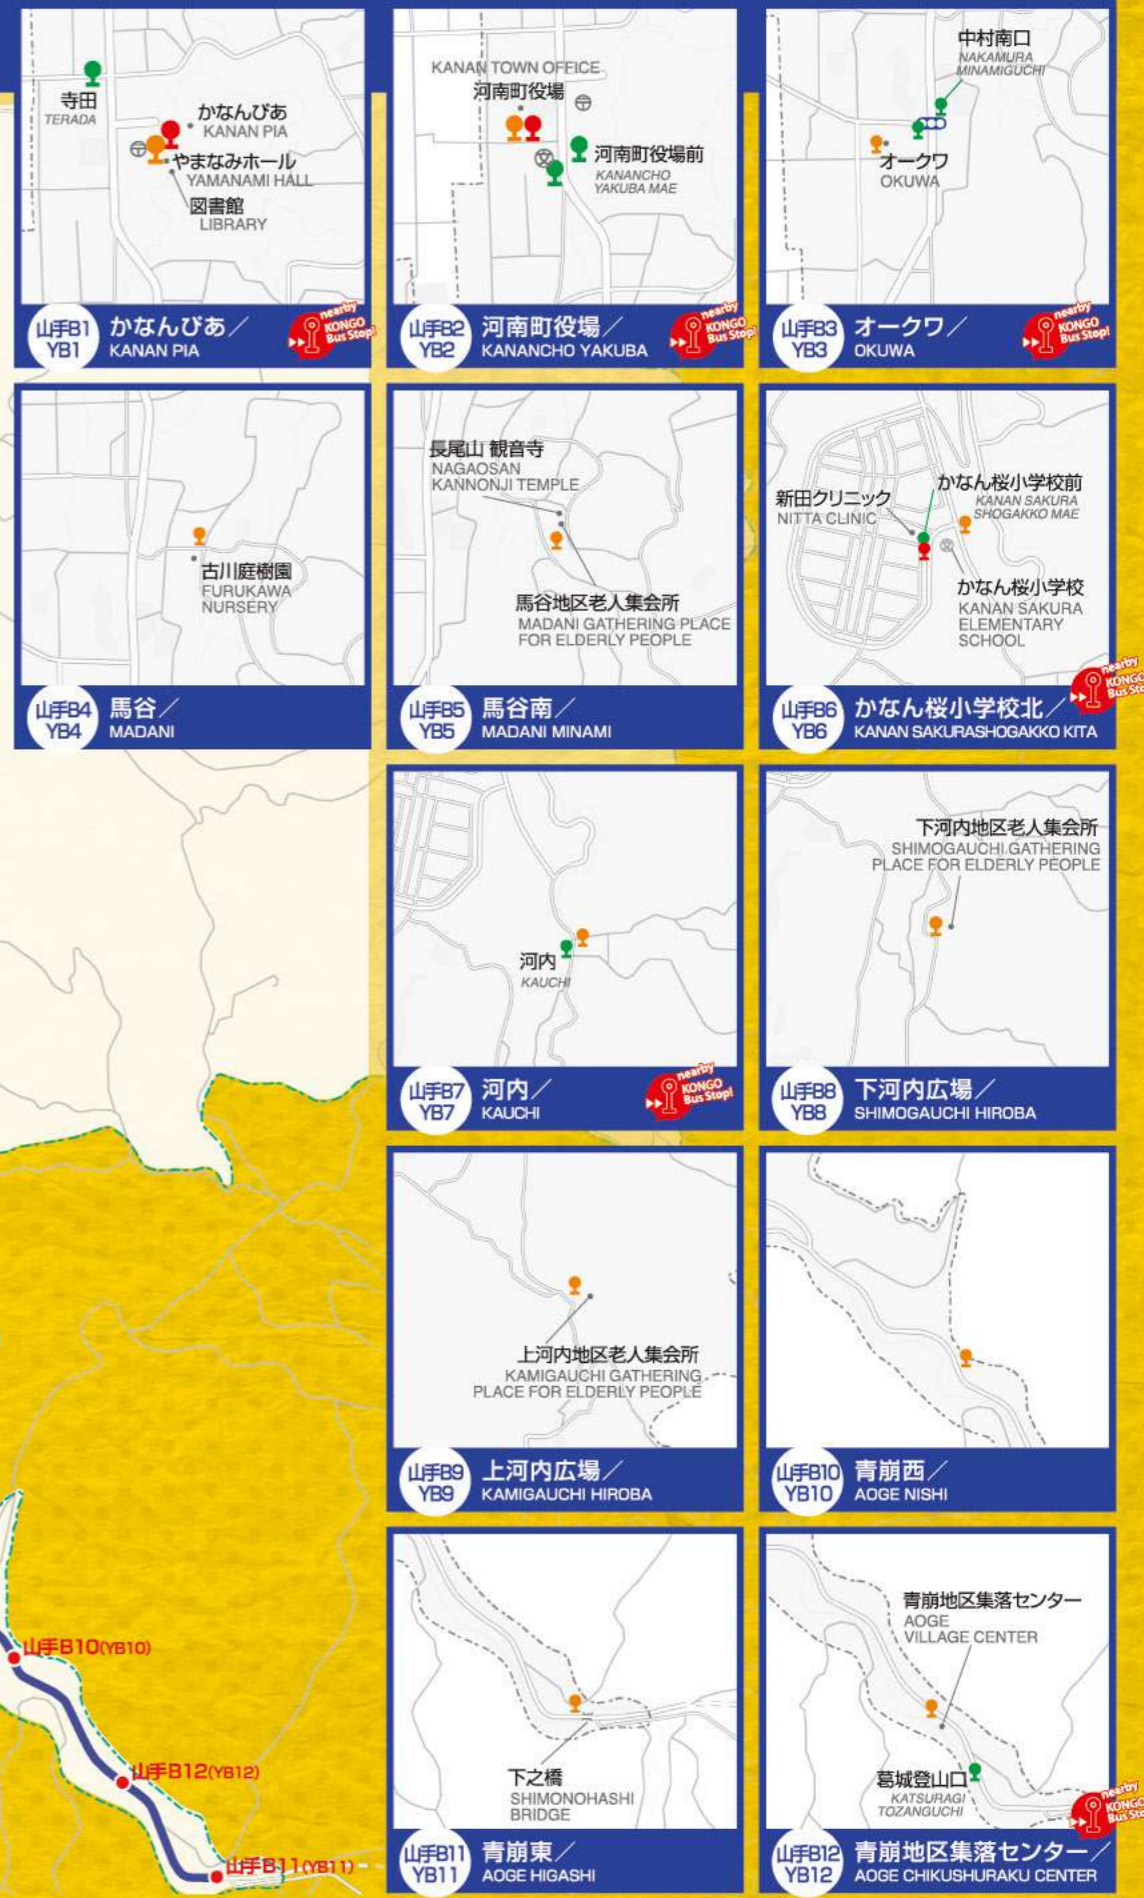 寺田
TERADA
かなんぴあ
KANAN PIA
やまなみホール
YAMANAMI HALL
図書館
LIBRARY
山手B1
YB1
かなんぴあ/
KANAN PIA
nearby
KONGO
Bus Stop!
KANAN TOWN OFFICE
河南町役場
河南町役場前
KANANCHO
YAKUBA MAE
山手B2
YB2
河南町役場/
KANANCHO YAKUBA
nearby
KONGO
Bus Stop!
中村南口
NAKAMURA
MINAMIGUCHI
オークワ
OKUWA
山手B3
YB3
オークワ/
OKUWA
nearby
KONGO
Bus Stop!
古川庭樹園
FURUKAWA
NURSERY
山手B4
YB4
馬谷/
MADANI
長尾山 観音寺
NAGAOSAN
KANNONJI TEMPLE
馬谷地区老人集会所
MADANI GATHERING PLACE
FOR ELDERLY PEOPLE
山手B5
YB5
馬谷南/
MADANI MINAMI
かなん桜小学校前
KANAN SAKURA
SHOGAKKO MAE
新田クリニック
NITTA CLINIC
かなん桜小学校
KANAN SAKURA
ELEMENTARY
SCHOOL
山手B6
YB6
かなん桜小学校北/
KANAN SAKURASHOGAKKO KITA
nearby
KONGO
Bus Sto
河内
KAUCHI
山手B7
YB7
河内/
KAUCHI
nearby
KONGO
Bus Stop!
下河内地区老人集会所
SHIMOGAUCHI GATHERING
PLACE FOR ELDERLY PEOPLE
山手B8
YB8
下河内広場/
SHIMOGAUCHI HIROBA
上河内地区老人集会所
KAMIGAUCHI GATHERING
PLACE FOR ELDERLY PEOPLE
山手B9
YB9
上河内広場/
KAMIGAUCHI HIROBA
山手B10
YB10
青崩西/
AOGE NISHI
下之橋
SHIMONOHASHI
BRIDGE
山手B11
YB11
青崩東/
AOGE HIGASHI
青崩地区集落センター
AOGE
VILLAGE CENTER
葛城登山口
KATSURAGI
TOZANGUCHI
山手B12
YB12
青崩地区集落センター/
AOGE CHIKUSHURAKU CENTER
nearby
KONGO
Bus Sto
山手B10(YB10)
山手B12(YB12)
山手B11(YB11)